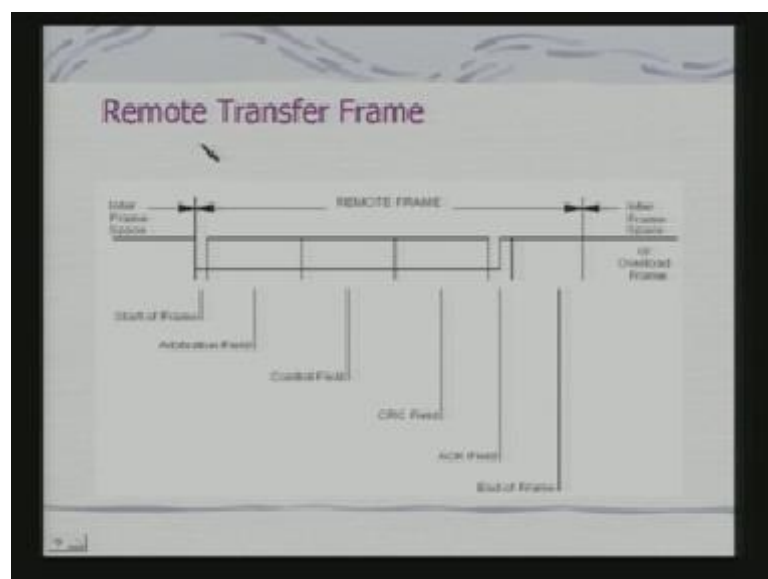 Remote Transfer Frame
Inter
Frame
Space
REMOTE FRAME
Inter
Frame
Space
or
Overload
Frame
Start of Frame
Arbitration Field
Control Field
CRC Field
ACK Field
End of Frame